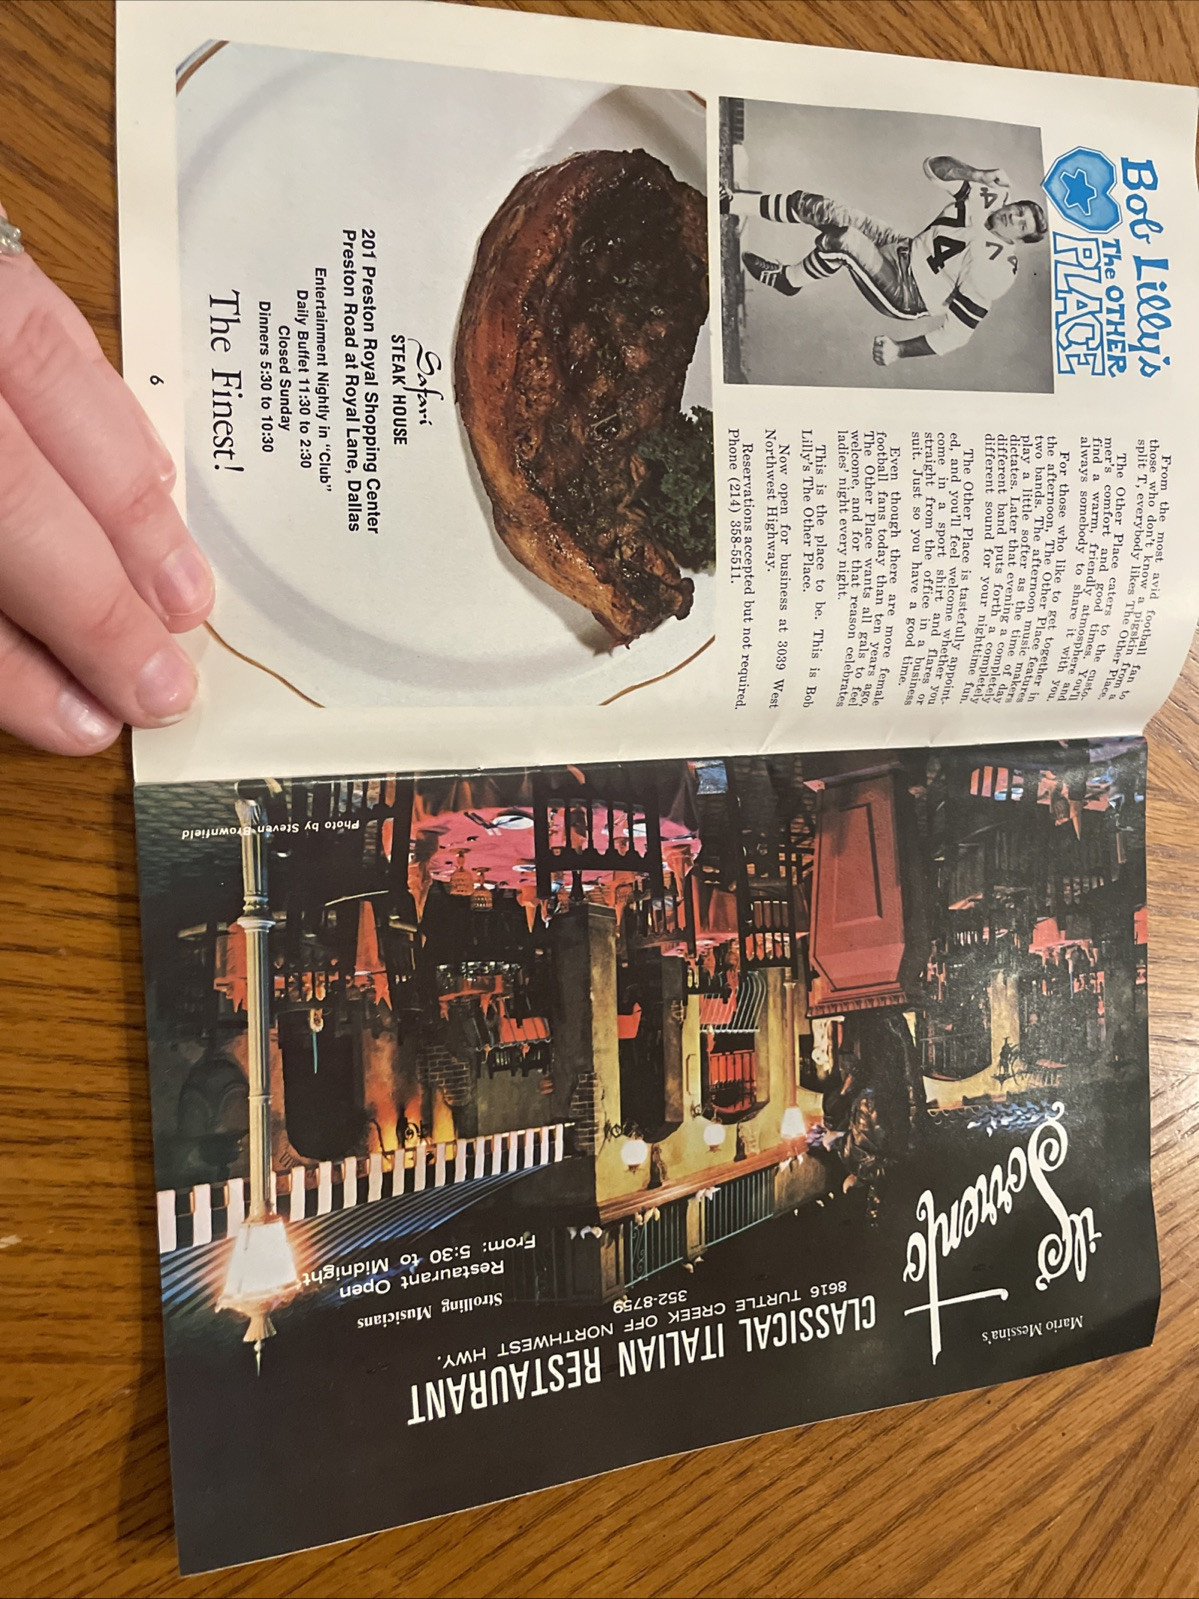 Bob Lilly's
The OTHER
PLACE
74
From the most avid football fan to
those who don't know a pigskin from a
split T, everybody likes The Other Place.
The Other Place caters to the custo-
mer's comfort and good times. You'll
find a warm, friendly atmosphere and
always somebody to share it with you.
For those who like to get together in
the afternoon, The Other Place features
two bands. The afternoon music makers
play a little softer as the time of day
dictates. Later that evening a completely
different band puts forth a completely
different sound for your nighttime fun.
The Other Place is tastefully appoint-
ed, and you'll feel welcome whether you
come in a sport shirt and flares or
straight from the office in a business
suit. Just so you have a good time.
Even though there are more female
football fans today than ten years ago,
The Other Place wants all gals to feel
welcome, and for that reason celebrates
ladies' night every night.
This is the place to be. This is Bob
Lilly's The Other Place.
Now open for business at 3039 West
Northwest Highway.
Reservations accepted but not required.
Phone (214) 358-5511.
Safari
STEAK HOUSE
201 Preston Royal Shopping Center
Preston Road at Royal Lane, Dallas
Entertainment Nightly in "Club"
Daily Buffet 11:30 to 2:30
Closed Sunday
Dinners 5:30 to 10:30
The Finest!
6
Mario Messina's
il Sorrento
CLASSICAL ITALIAN RESTAURANT
8616 TURTLE CREEK OFF NORTHWEST HWY.
352-8759
Strolling Musicians
Restaurant Open
From: 5:30 to Midnight
Photo by Steven Brownfield